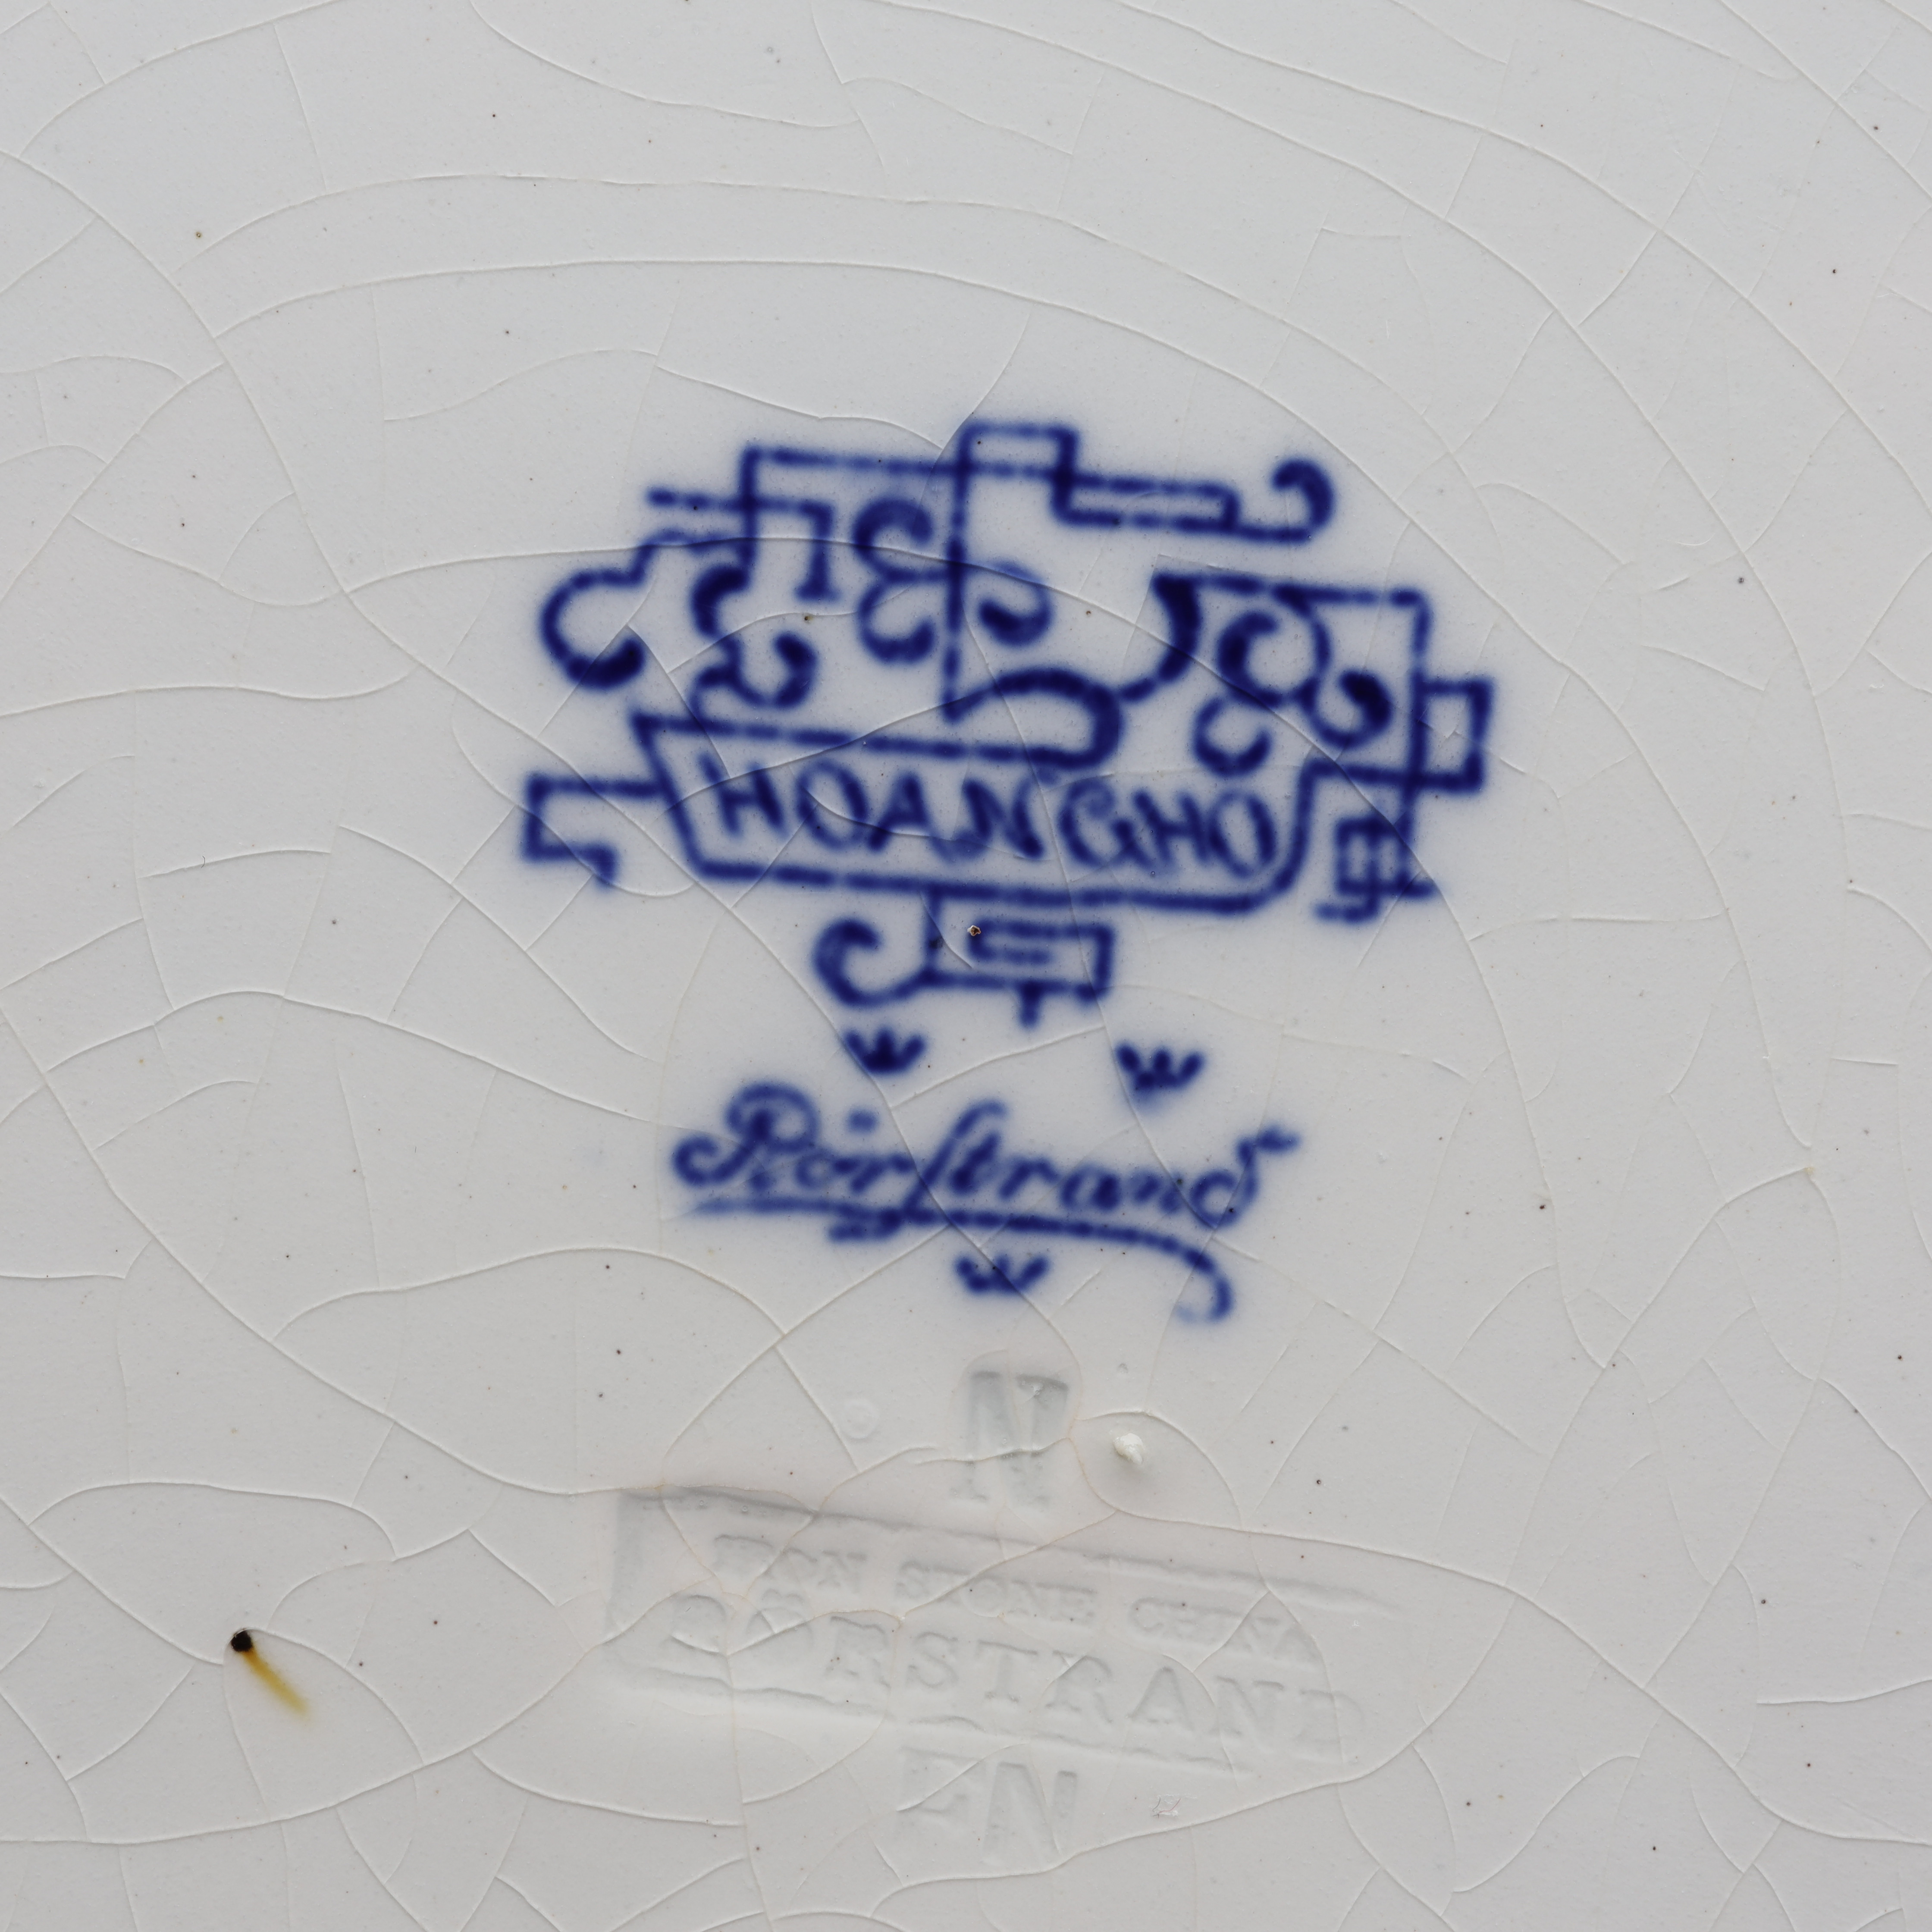 HOANGHO
Rörstrand
N
IRON STONE CHINA
RÖRSTRAND